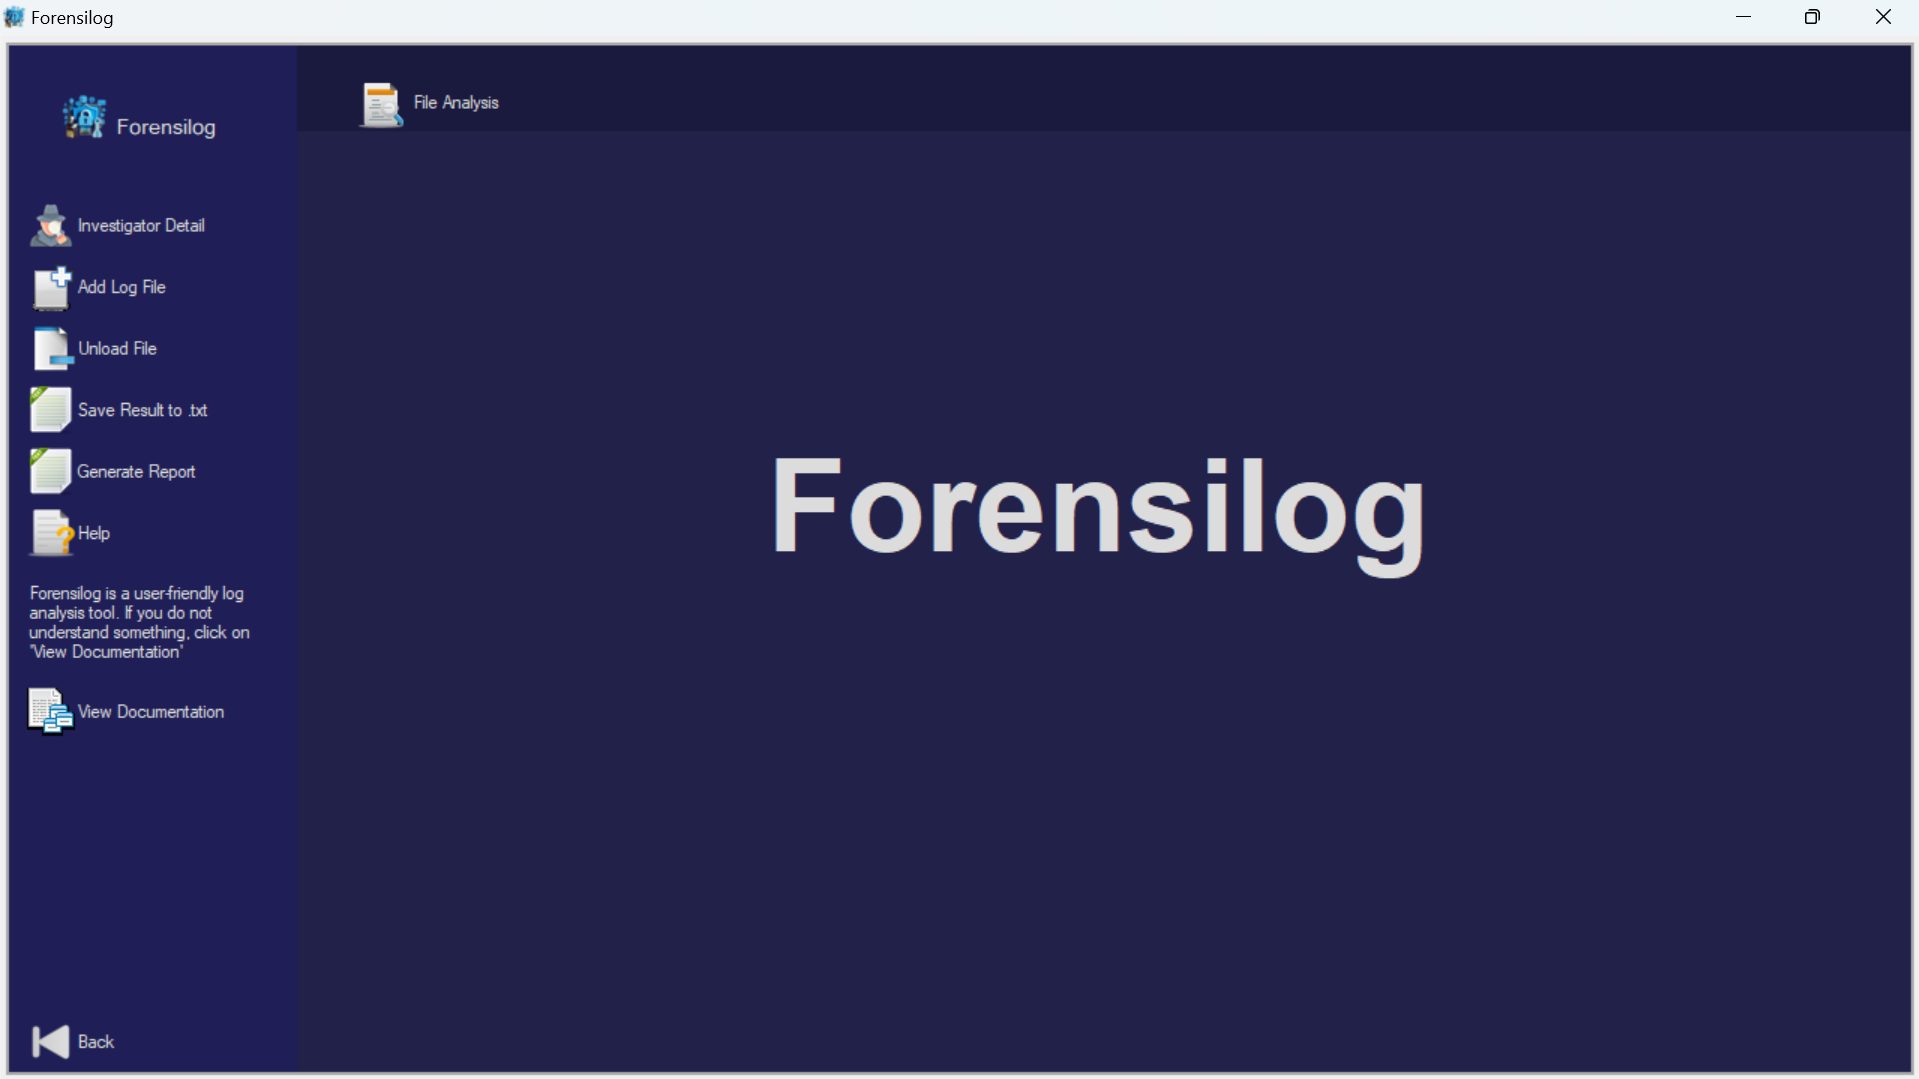 Forensilog
Forensilog
File Analysis
Investigator Detail
Add Log File
Unload File
Save Result to .txt
Generate Report
Help
Forensilog is a user-friendly log
analysis tool. If you do not
understand something, click on
'View Documentation'
View Documentation
Back
Forensilog